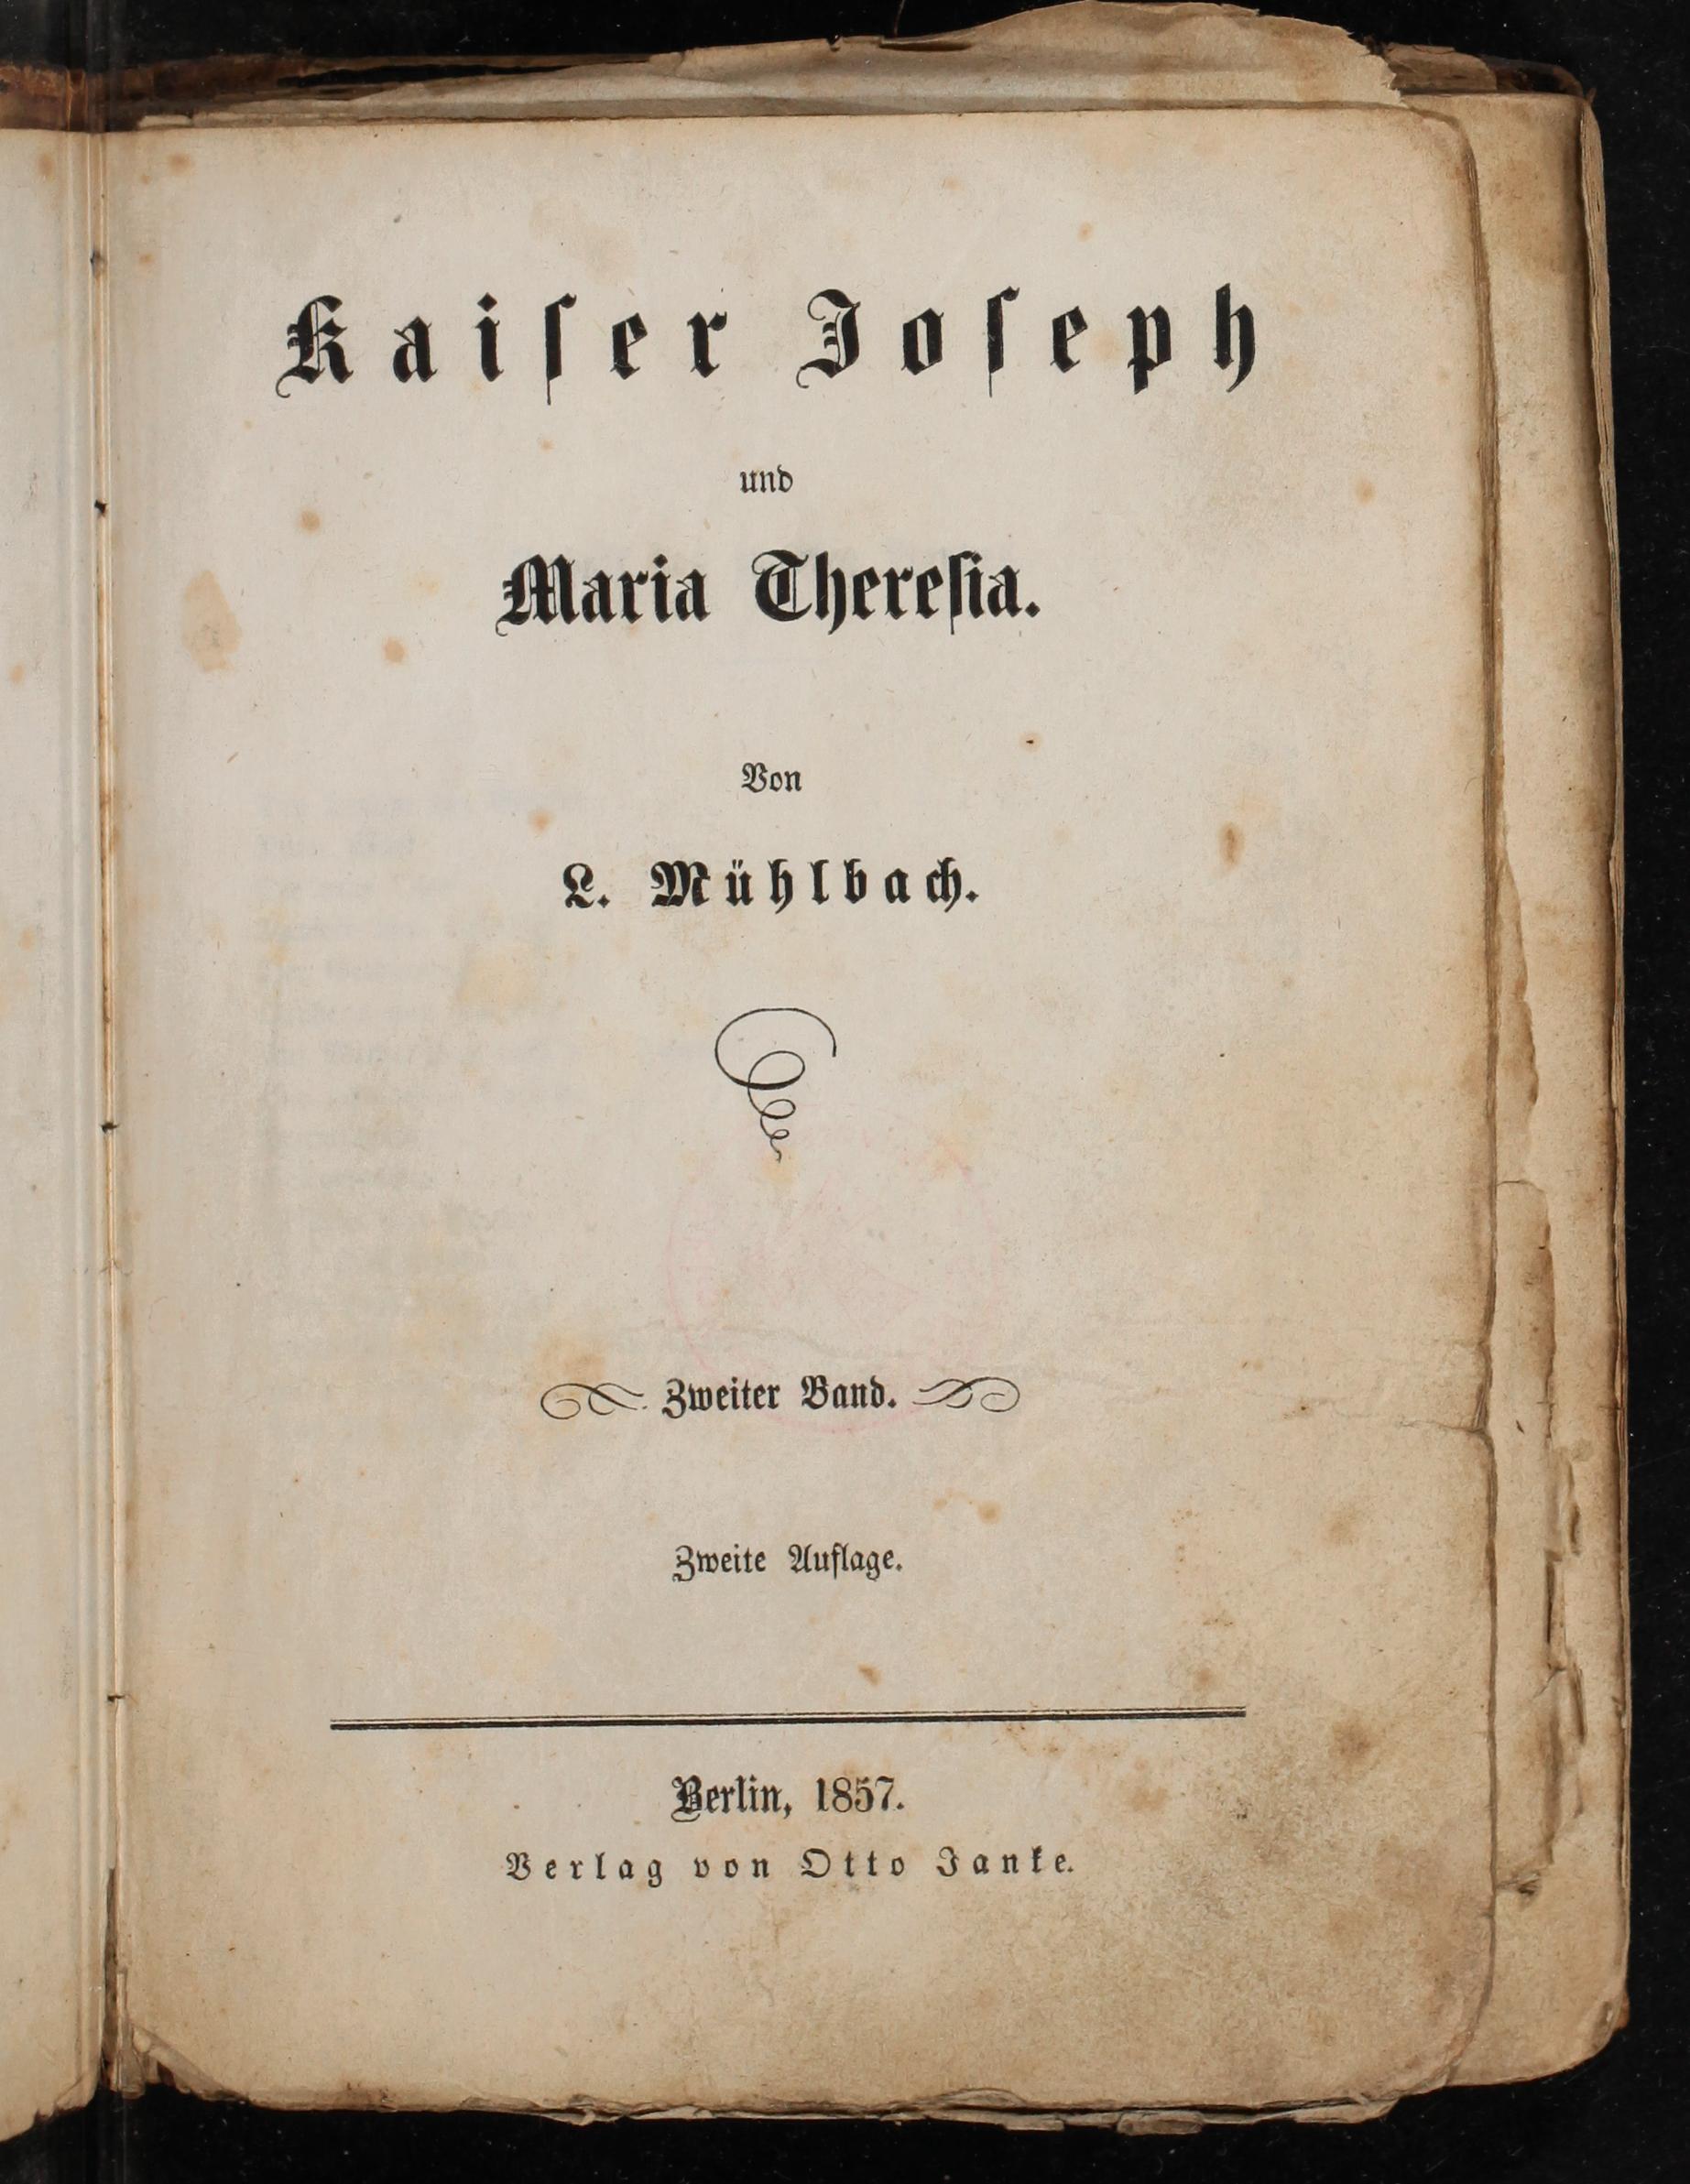 Kaiſer Joſeph
und
Maria Thereſia.
Von
L. Mühlbach.
Zweiter Band.
Zweite Auflage.
Berlin, 1857.
Verlag von Otto Janke.